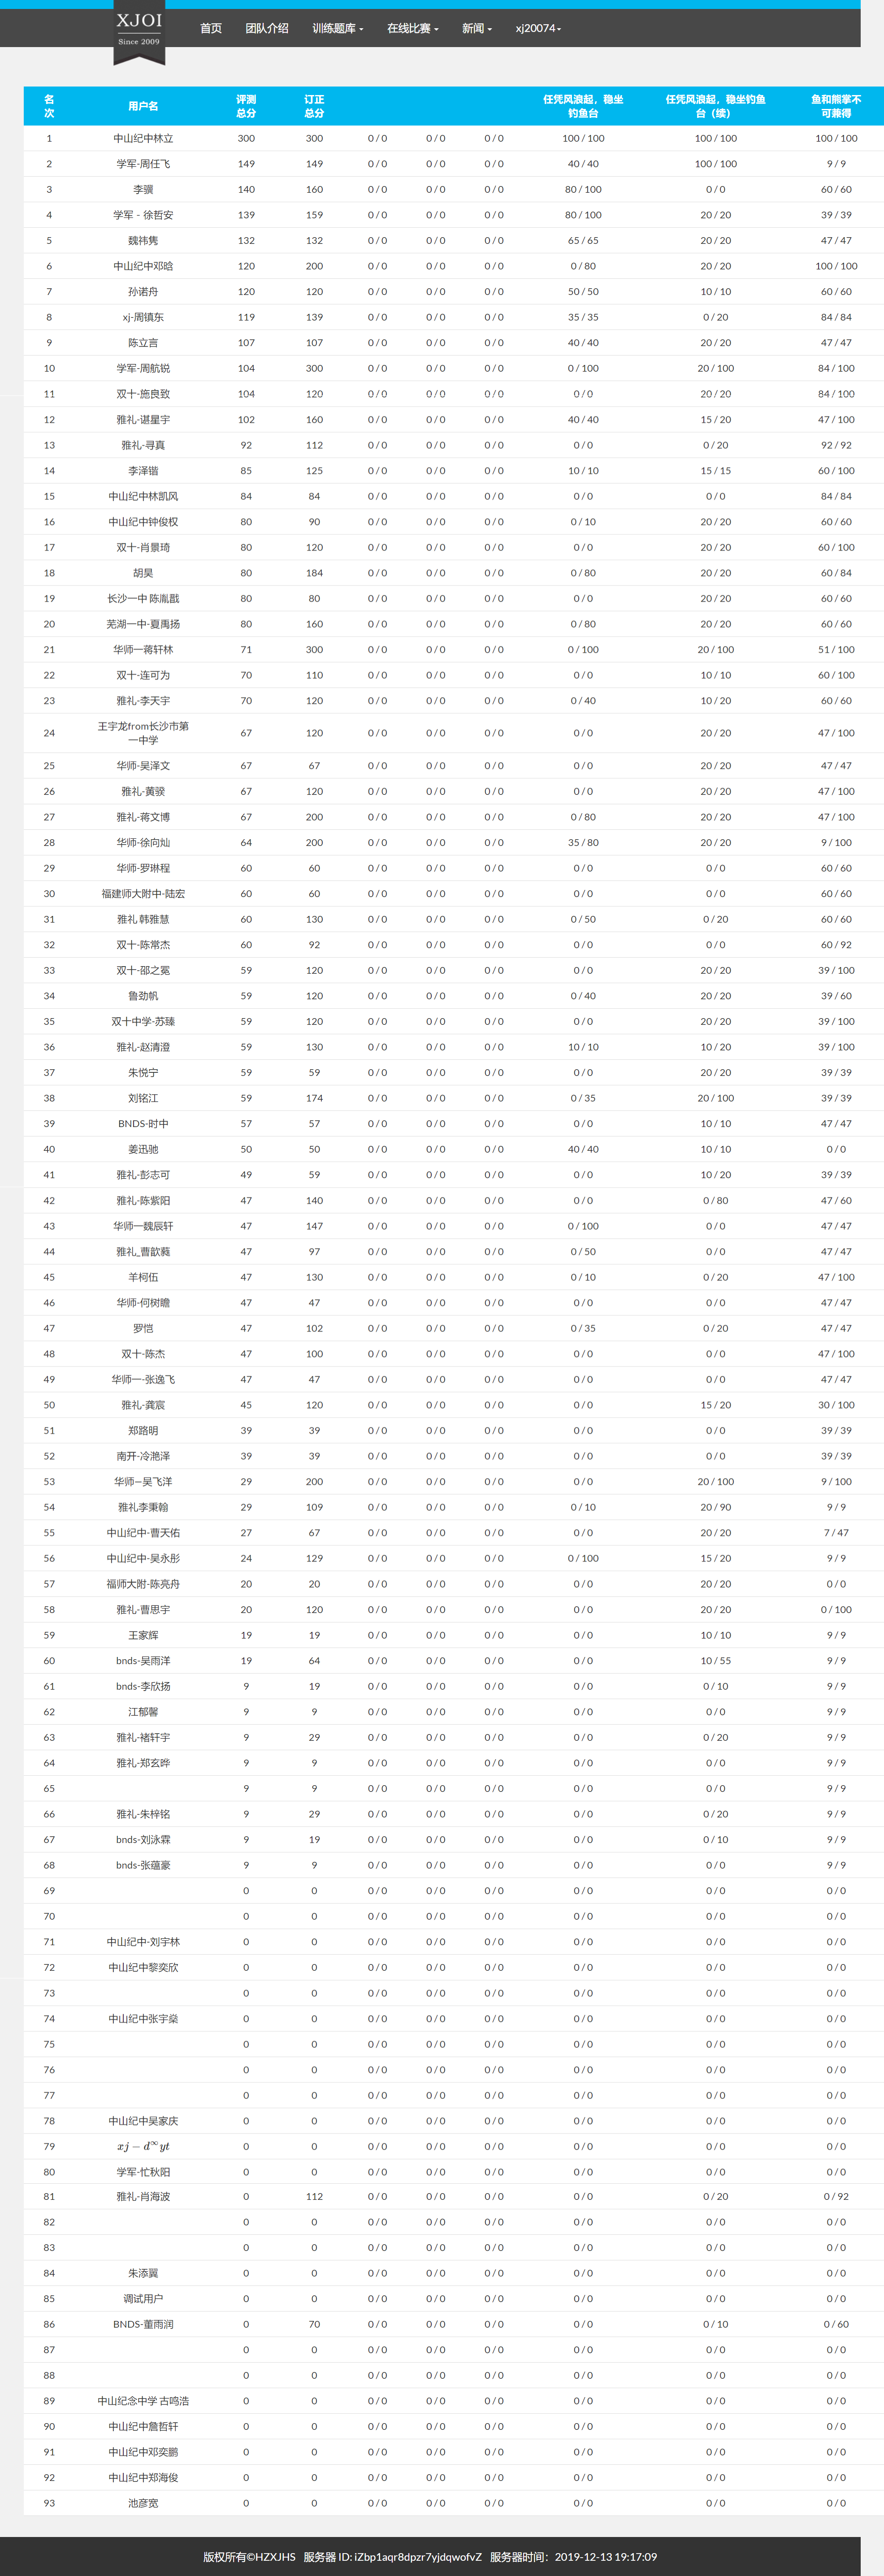 XJOI
Since 2009
首页 团队介绍 训练题库 在线比赛 新闻 xj20074
名次 用户名 评测总分 订正总分 任凭风浪起，稳坐钓鱼台 任凭风浪起，稳坐钓鱼台（续） 鱼和熊掌不可兼得
1 中山纪中林立 300 300 0 / 0 0 / 0 0 / 0 100 / 100 100 / 100 100 / 100
2 学军-周任飞 149 149 0 / 0 0 / 0 0 / 0 40 / 40 100 / 100 9 / 9
3 李骥 140 160 0 / 0 0 / 0 0 / 0 80 / 100 0 / 0 60 / 60
4 学军 - 徐哲安 139 159 0 / 0 0 / 0 0 / 0 80 / 100 20 / 20 39 / 39
5 魏祎隽 132 132 0 / 0 0 / 0 0 / 0 65 / 65 20 / 20 47 / 47
6 中山纪中邓晗 120 200 0 / 0 0 / 0 0 / 0 0 / 80 20 / 20 100 / 100
7 孙诺舟 120 120 0 / 0 0 / 0 0 / 0 50 / 50 10 / 10 60 / 60
8 xj-周镇东 119 139 0 / 0 0 / 0 0 / 0 35 / 35 0 / 20 84 / 84
9 陈立言 107 107 0 / 0 0 / 0 0 / 0 40 / 40 20 / 20 47 / 47
10 学军-周航锐 104 300 0 / 0 0 / 0 0 / 0 0 / 100 20 / 100 84 / 100
11 双十-施良致 104 120 0 / 0 0 / 0 0 / 0 0 / 0 20 / 20 84 / 100
12 雅礼-谌星宇 102 160 0 / 0 0 / 0 0 / 0 40 / 40 15 / 20 47 / 100
13 雅礼-寻真 92 112 0 / 0 0 / 0 0 / 0 0 / 0 0 / 20 92 / 92
14 李泽锴 85 125 0 / 0 0 / 0 0 / 0 10 / 10 15 / 15 60 / 100
15 中山纪中林凯风 84 84 0 / 0 0 / 0 0 / 0 0 / 0 0 / 0 84 / 84
16 中山纪中钟俊权 80 90 0 / 0 0 / 0 0 / 0 0 / 10 20 / 20 60 / 60
17 双十-肖景琦 80 120 0 / 0 0 / 0 0 / 0 0 / 0 20 / 20 60 / 100
18 胡昊 80 184 0 / 0 0 / 0 0 / 0 0 / 80 20 / 20 60 / 84
19 长沙一中 陈胤戬 80 80 0 / 0 0 / 0 0 / 0 0 / 0 20 / 20 60 / 60
20 芜湖一中-夏禹扬 80 160 0 / 0 0 / 0 0 / 0 0 / 80 20 / 20 60 / 60
21 华师一蒋轩林 71 300 0 / 0 0 / 0 0 / 0 0 / 100 20 / 100 51 / 100
22 双十-连可为 70 110 0 / 0 0 / 0 0 / 0 0 / 0 10 / 10 60 / 100
23 雅礼-李天宇 70 120 0 / 0 0 / 0 0 / 0 0 / 40 10 / 20 60 / 60
24 王宇龙from长沙市第一中学 67 120 0 / 0 0 / 0 0 / 0 0 / 0 20 / 20 47 / 100
25 华师-吴泽文 67 67 0 / 0 0 / 0 0 / 0 0 / 0 20 / 20 47 / 47
26 雅礼-黄骏 67 120 0 / 0 0 / 0 0 / 0 0 / 0 20 / 20 47 / 100
27 雅礼-蒋文博 67 200 0 / 0 0 / 0 0 / 0 0 / 80 20 / 20 47 / 100
28 华师-徐向灿 64 200 0 / 0 0 / 0 0 / 0 35 / 80 20 / 20 9 / 100
29 华师-罗琳程 60 60 0 / 0 0 / 0 0 / 0 0 / 0 0 / 0 60 / 60
30 福建师大附中-陆宏 60 60 0 / 0 0 / 0 0 / 0 0 / 0 0 / 0 60 / 60
31 雅礼 韩雅慧 60 130 0 / 0 0 / 0 0 / 0 0 / 50 0 / 20 60 / 60
32 双十-陈常杰 60 92 0 / 0 0 / 0 0 / 0 0 / 0 0 / 0 60 / 92
33 双十-邵之冕 59 120 0 / 0 0 / 0 0 / 0 0 / 0 20 / 20 39 / 100
34 鲁劲帆 59 120 0 / 0 0 / 0 0 / 0 0 / 40 20 / 20 39 / 60
35 双十中学-苏臻 59 120 0 / 0 0 / 0 0 / 0 0 / 0 20 / 20 39 / 100
36 雅礼-赵清澄 59 130 0 / 0 0 / 0 0 / 0 10 / 10 10 / 20 39 / 100
37 朱悦宁 59 59 0 / 0 0 / 0 0 / 0 0 / 0 20 / 20 39 / 39
38 刘铭江 59 174 0 / 0 0 / 0 0 / 0 0 / 35 20 / 100 39 / 39
39 BNDS-时中 57 57 0 / 0 0 / 0 0 / 0 0 / 0 10 / 10 47 / 47
40 姜迅驰 50 50 0 / 0 0 / 0 0 / 0 40 / 40 10 / 10 0 / 0
41 雅礼-彭志可 49 59 0 / 0 0 / 0 0 / 0 0 / 0 10 / 20 39 / 39
42 雅礼-陈紫阳 47 140 0 / 0 0 / 0 0 / 0 0 / 0 0 / 80 47 / 60
43 华师一魏辰轩 47 147 0 / 0 0 / 0 0 / 0 0 / 100 0 / 0 47 / 47
44 雅礼_曹歆蕤 47 97 0 / 0 0 / 0 0 / 0 0 / 50 0 / 0 47 / 47
45 羊柯伍 47 130 0 / 0 0 / 0 0 / 0 0 / 10 0 / 20 47 / 100
46 华师-何树瞻 47 47 0 / 0 0 / 0 0 / 0 0 / 0 0 / 0 47 / 47
47 罗恺 47 102 0 / 0 0 / 0 0 / 0 0 / 35 0 / 20 47 / 47
48 双十-陈杰 47 100 0 / 0 0 / 0 0 / 0 0 / 0 0 / 0 47 / 100
49 华师一-张逸飞 47 47 0 / 0 0 / 0 0 / 0 0 / 0 0 / 0 47 / 47
50 雅礼-龚宸 45 120 0 / 0 0 / 0 0 / 0 0 / 0 15 / 20 30 / 100
51 郑路明 39 39 0 / 0 0 / 0 0 / 0 0 / 0 0 / 0 39 / 39
52 南开-冷滟泽 39 39 0 / 0 0 / 0 0 / 0 0 / 0 0 / 0 39 / 39
53 华师—吴飞洋 29 200 0 / 0 0 / 0 0 / 0 0 / 0 20 / 100 9 / 100
54 雅礼李秉翰 29 109 0 / 0 0 / 0 0 / 0 0 / 10 20 / 90 9 / 9
55 中山纪中-曹天佑 27 67 0 / 0 0 / 0 0 / 0 0 / 0 20 / 20 7 / 47
56 中山纪中-吴永彤 24 129 0 / 0 0 / 0 0 / 0 0 / 100 15 / 20 9 / 9
57 福师大附-陈亮舟 20 20 0 / 0 0 / 0 0 / 0 0 / 0 20 / 20 0 / 0
58 雅礼-曹思宇 20 120 0 / 0 0 / 0 0 / 0 0 / 0 20 / 20 0 / 100
59 王家辉 19 19 0 / 0 0 / 0 0 / 0 0 / 0 10 / 10 9 / 9
60 bnds-吴雨洋 19 64 0 / 0 0 / 0 0 / 0 0 / 0 10 / 55 9 / 9
61 bnds-李欣扬 9 19 0 / 0 0 / 0 0 / 0 0 / 0 0 / 10 9 / 9
62 江郁馨 9 9 0 / 0 0 / 0 0 / 0 0 / 0 0 / 0 9 / 9
63 雅礼-褚轩宇 9 29 0 / 0 0 / 0 0 / 0 0 / 0 0 / 20 9 / 9
64 雅礼-郑玄晔 9 9 0 / 0 0 / 0 0 / 0 0 / 0 0 / 0 9 / 9
65 9 9 0 / 0 0 / 0 0 / 0 0 / 0 0 / 0 9 / 9
66 雅礼-朱梓铭 9 29 0 / 0 0 / 0 0 / 0 0 / 0 0 / 20 9 / 9
67 bnds-刘泳霖 9 19 0 / 0 0 / 0 0 / 0 0 / 0 0 / 10 9 / 9
68 bnds-张蕴豪 9 9 0 / 0 0 / 0 0 / 0 0 / 0 0 / 0 9 / 9
69 0 0 0 / 0 0 / 0 0 / 0 0 / 0 0 / 0 0 / 0
70 0 0 0 / 0 0 / 0 0 / 0 0 / 0 0 / 0 0 / 0
71 中山纪中-刘宇林 0 0 0 / 0 0 / 0 0 / 0 0 / 0 0 / 0 0 / 0
72 中山纪中黎奕欣 0 0 0 / 0 0 / 0 0 / 0 0 / 0 0 / 0 0 / 0
73 0 0 0 / 0 0 / 0 0 / 0 0 / 0 0 / 0 0 / 0
74 中山纪中张宇燊 0 0 0 / 0 0 / 0 0 / 0 0 / 0 0 / 0 0 / 0
75 0 0 0 / 0 0 / 0 0 / 0 0 / 0 0 / 0 0 / 0
76 0 0 0 / 0 0 / 0 0 / 0 0 / 0 0 / 0 0 / 0
77 0 0 0 / 0 0 / 0 0 / 0 0 / 0 0 / 0 0 / 0
78 中山纪中吴家庆 0 0 0 / 0 0 / 0 0 / 0 0 / 0 0 / 0 0 / 0
79 xj − d^∞yt 0 0 0 / 0 0 / 0 0 / 0 0 / 0 0 / 0 0 / 0
80 学军-忙秋阳 0 0 0 / 0 0 / 0 0 / 0 0 / 0 0 / 0 0 / 0
81 雅礼-肖海波 0 112 0 / 0 0 / 0 0 / 0 0 / 0 0 / 20 0 / 92
82 0 0 0 / 0 0 / 0 0 / 0 0 / 0 0 / 0 0 / 0
83 0 0 0 / 0 0 / 0 0 / 0 0 / 0 0 / 0 0 / 0
84 朱添翼 0 0 0 / 0 0 / 0 0 / 0 0 / 0 0 / 0 0 / 0
85 调试用户 0 0 0 / 0 0 / 0 0 / 0 0 / 0 0 / 0 0 / 0
86 BNDS-董雨润 0 70 0 / 0 0 / 0 0 / 0 0 / 0 0 / 10 0 / 60
87 0 0 0 / 0 0 / 0 0 / 0 0 / 0 0 / 0 0 / 0
88 0 0 0 / 0 0 / 0 0 / 0 0 / 0 0 / 0 0 / 0
89 中山纪念中学 古鸣浩 0 0 0 / 0 0 / 0 0 / 0 0 / 0 0 / 0 0 / 0
90 中山纪中詹哲轩 0 0 0 / 0 0 / 0 0 / 0 0 / 0 0 / 0 0 / 0
91 中山纪中邓奕鹏 0 0 0 / 0 0 / 0 0 / 0 0 / 0 0 / 0 0 / 0
92 中山纪中郑海俊 0 0 0 / 0 0 / 0 0 / 0 0 / 0 0 / 0 0 / 0
93 池彦宽 0 0 0 / 0 0 / 0 0 / 0 0 / 0 0 / 0 0 / 0
版权所有©HZXJHS 服务器 ID: iZbp1aqr8dpzr7yjdqwofvZ 服务器时间：2019-12-13 19:17:09